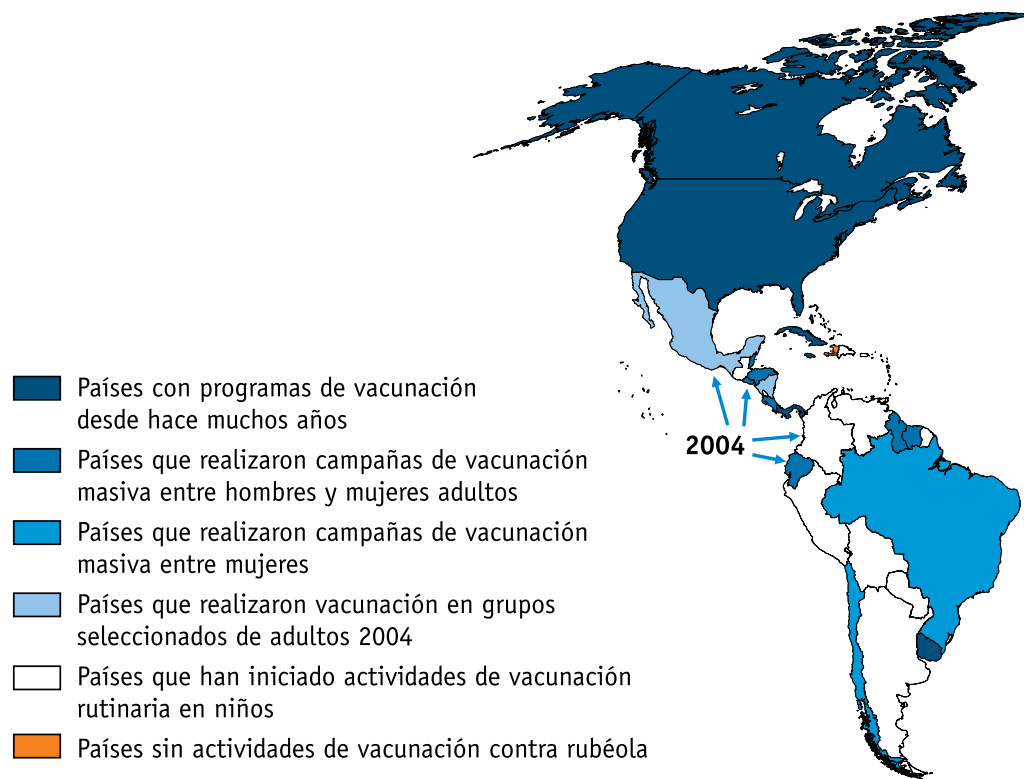 2004
Países con programas de vacunación
desde hace muchos años
Países que realizaron campañas de vacunación
masiva entre hombres y mujeres adultos
Países que realizaron campañas de vacunación
masiva entre mujeres
Países que realizaron vacunación en grupos
seleccionados de adultos 2004
Países que han iniciado actividades de vacunación
rutinaria en niños
Países sin actividades de vacunación contra rubéola